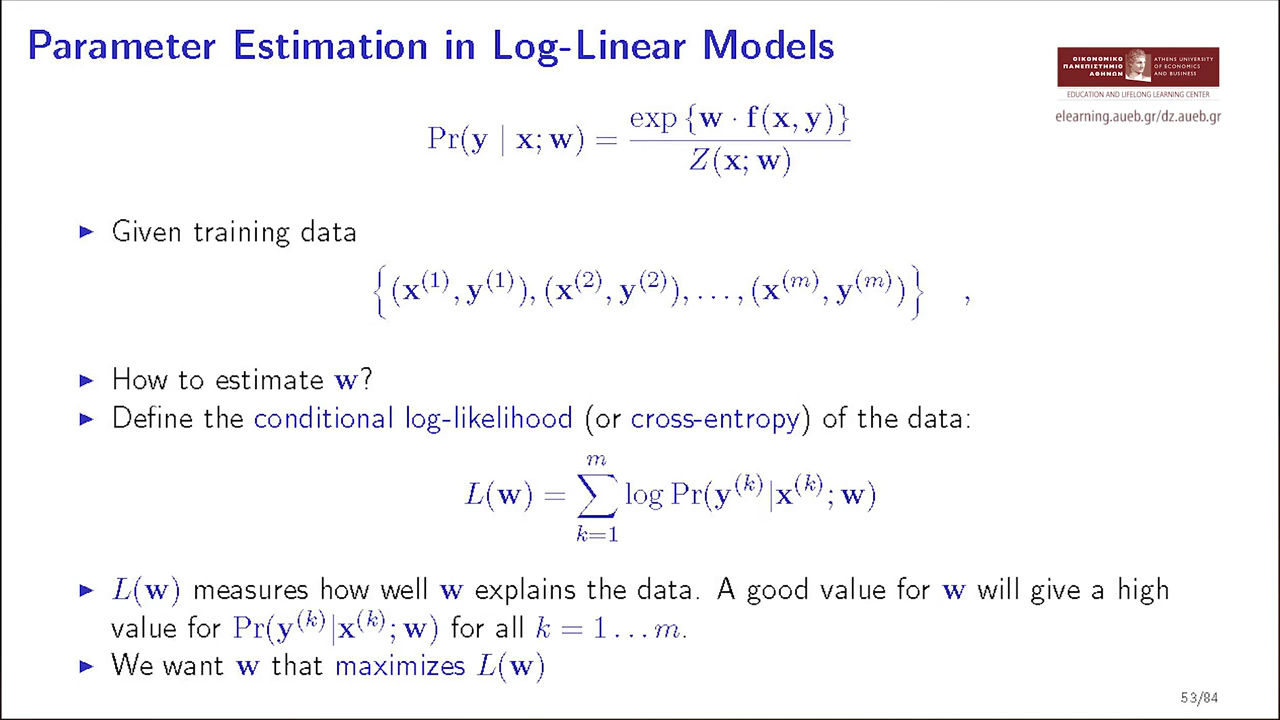 Parameter Estimation in Log-Linear Models
ΟΙΚΟΝΟΜΙΚΟ
ΠΑΝΕΠΙΣΤΗΜΙΟ
ΑΘΗΝΩΝ
ATHENS UNIVERSITY
OF ECONOMICS
AND BUSINESS
EDUCATION AND LIFELONG LEARNING CENTER
elearning.aueb.gr/dz.aueb.gr
Pr(y | x; w) = exp {w · f(x, y)} / Z(x; w)
▶ Given training data
{(x^(1), y^(1)), (x^(2), y^(2)), . . . , (x^(m), y^(m))} ,
▶ How to estimate w?
▶ Define the conditional log-likelihood (or cross-entropy) of the data:
L(w) = ∑_{k=1}^{m} log Pr(y^(k)|x^(k); w)
▶ L(w) measures how well w explains the data. A good value for w will give a high
value for Pr(y^(k)|x^(k); w) for all k = 1 . . . m.
▶ We want w that maximizes L(w)
53/84